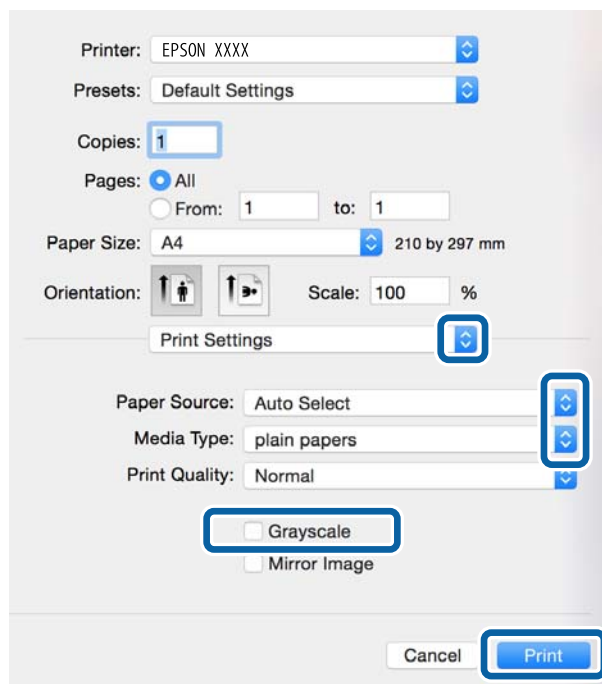 Printer: EPSON XXXX
Presets: Default Settings
Copies: 1
Pages: All
From: 1 to: 1
Paper Size: A4 210 by 297 mm
Orientation: Scale: 100 %
Print Settings
Paper Source: Auto Select
Media Type: plain papers
Print Quality: Normal
Grayscale
Mirror Image
Cancel Print